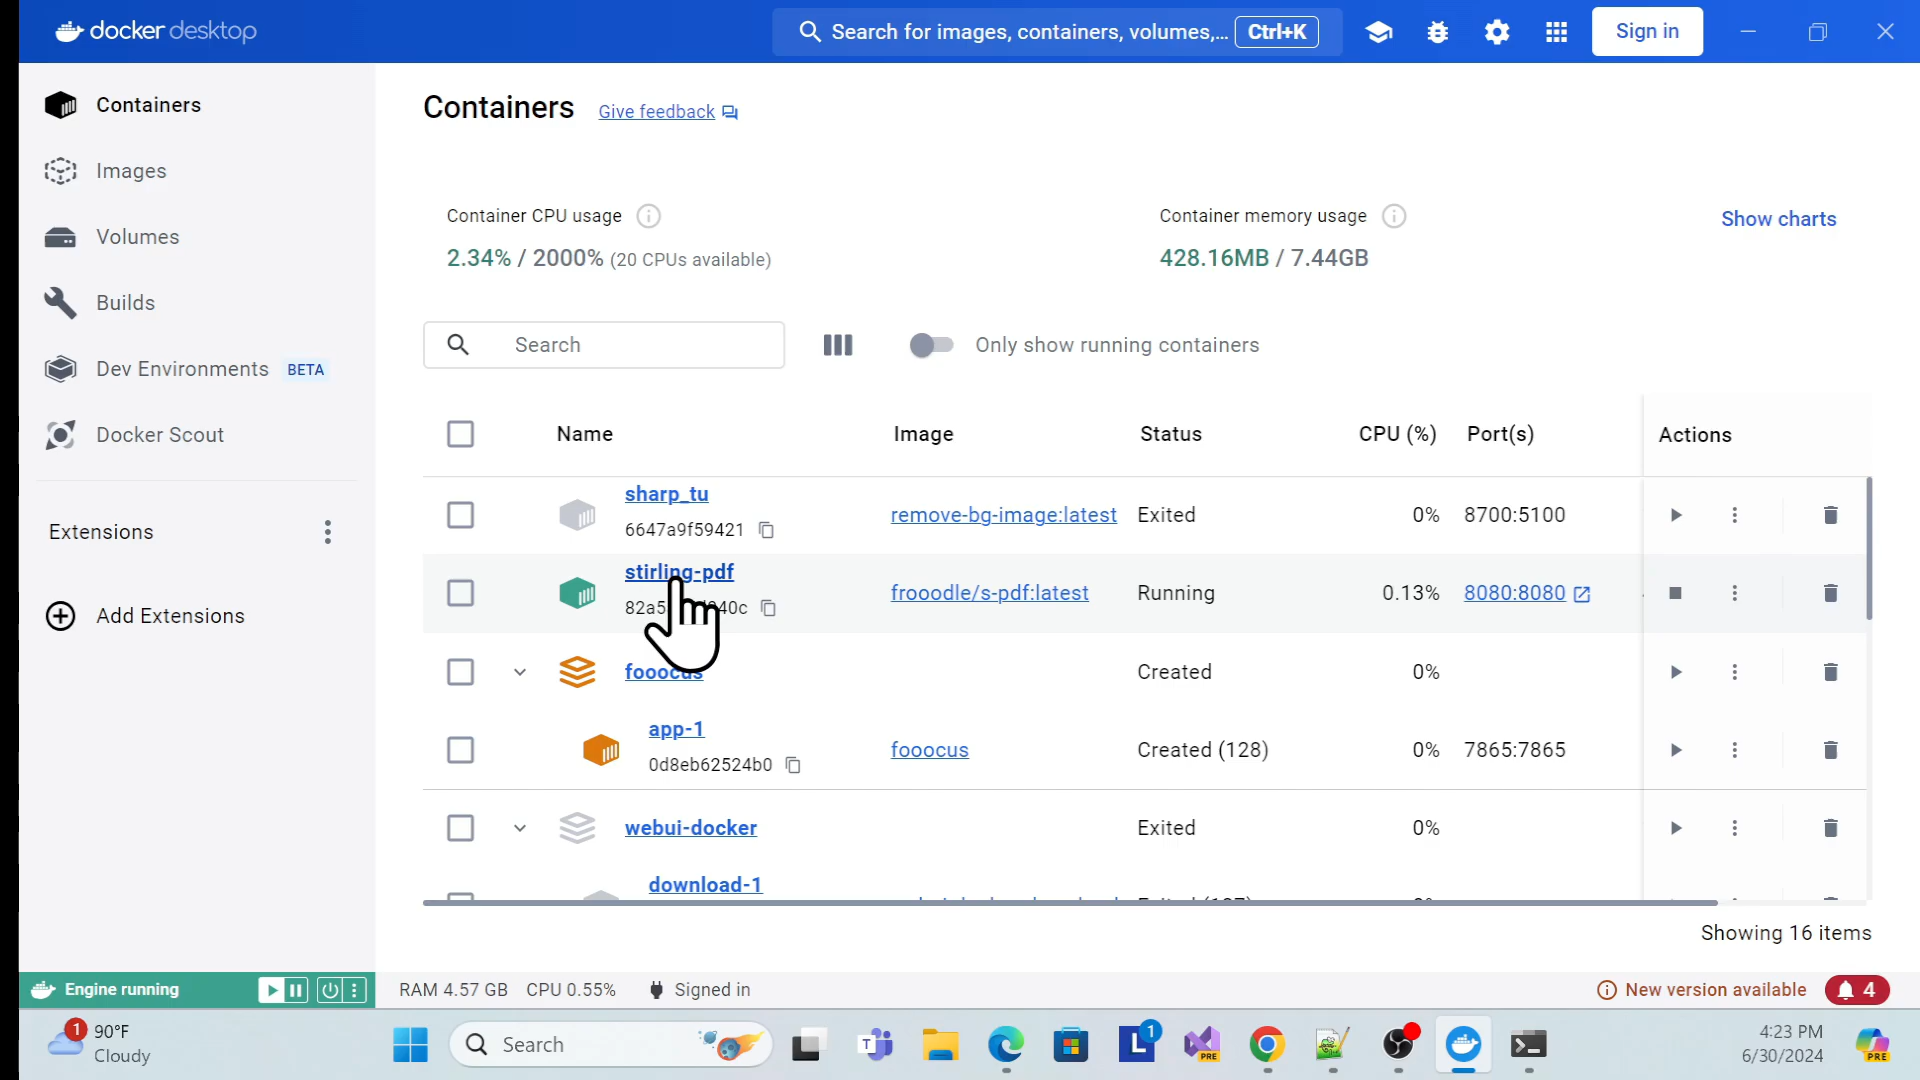 docker desktop
Search for images, containers, volumes,... Ctrl+K
Sign in
Containers
Images
Volumes
Builds
Dev Environments BETA
Docker Scout
Extensions
Add Extensions
Containers Give feedback
Container CPU usage
2.34% / 2000% (20 CPUs available)
Container memory usage
428.16MB / 7.44GB
Show charts
Search
Only show running containers
Name Image Status CPU (%) Port(s) Actions
sharp_tu
6647a9f59421 remove-bg-image:latest Exited 0% 8700:5100
stirling-pdf
frooodle/s-pdf:latest Running 0.13% 8080:8080
fooocus Created 0%
app-1
0d8eb62524b0 fooocus Created (128) 0% 7865:7865
webui-docker Exited 0%
download-1
Showing 16 items
Engine running
RAM 4.57 GB CPU 0.55% Signed in
New version available 4
1 90°F
Cloudy
Search
T
L 1
PRE
4:23 PM
6/30/2024
PRE